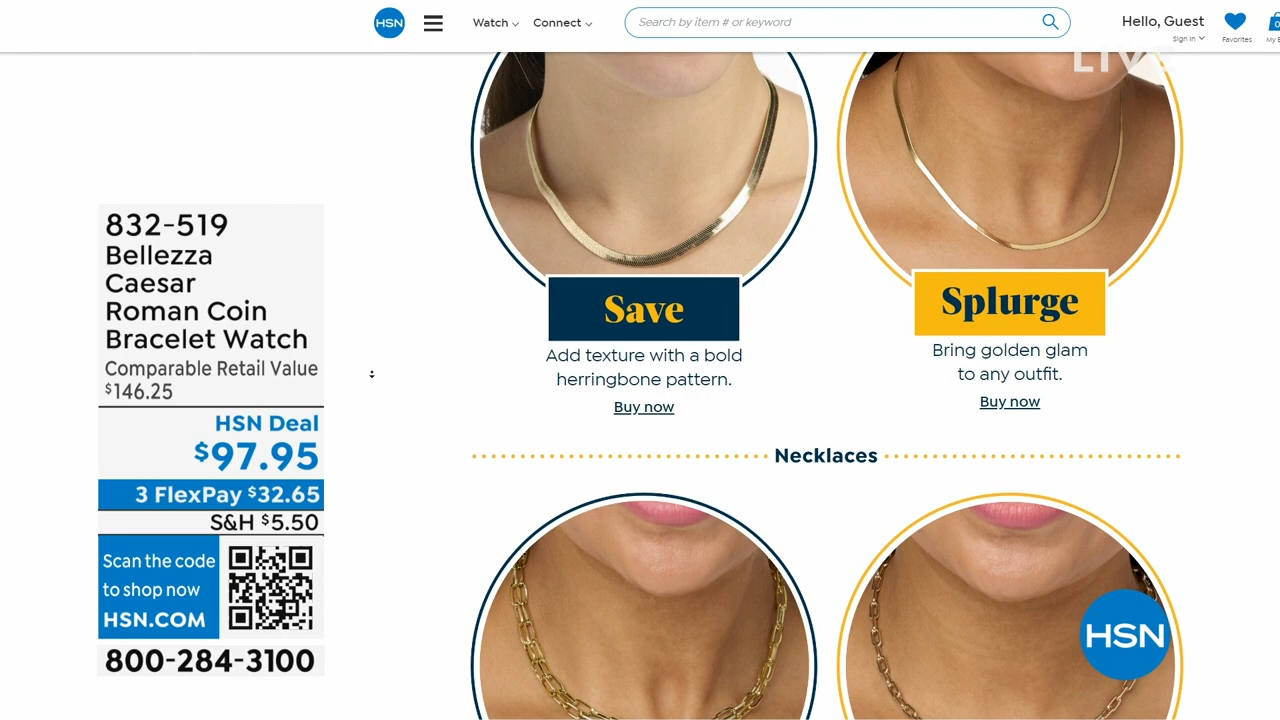 HSN
Watch
Connect
Search by item # or keyword
Hello, Guest
Sign In
Favorites
0
LIVE
832-519
Bellezza
Caesar
Roman Coin
Bracelet Watch
Comparable Retail Value
$146.25
HSN Deal
$97.95
3 FlexPay $32.65
S&H $5.50
Scan the code
to shop now
HSN.COM
800-284-3100
Save
Add texture with a bold
herringbone pattern.
Buy now
Splurge
Bring golden glam
to any outfit.
Buy now
Necklaces
HSN